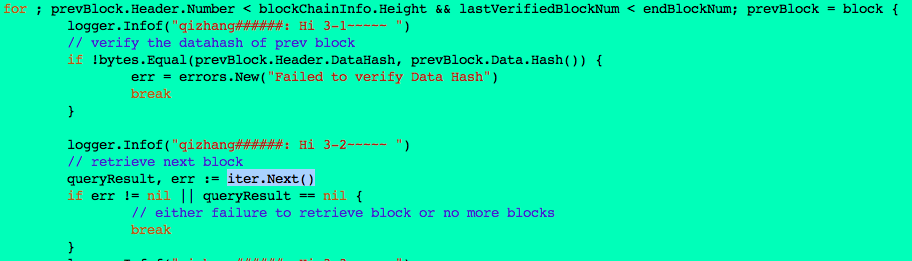 for ; prevBlock.Header.Number < blockChainInfo.Height && lastVerifiedBlockNum < endBlockNum; prevBlock = block {
logger.Infof("qizhang######: Hi 3-1~~~~~ ")
// verify the datahash of prev block
if !bytes.Equal(prevBlock.Header.DataHash, prevBlock.Data.Hash()) {
err = errors.New("Failed to verify Data Hash")
break
}
logger.Infof("qizhang######: Hi 3-2~~~~~ ")
// retrieve next block
queryResult, err := iter.Next()
if err != nil || queryResult == nil {
// either failure to retrieve block or no more blocks
break
}